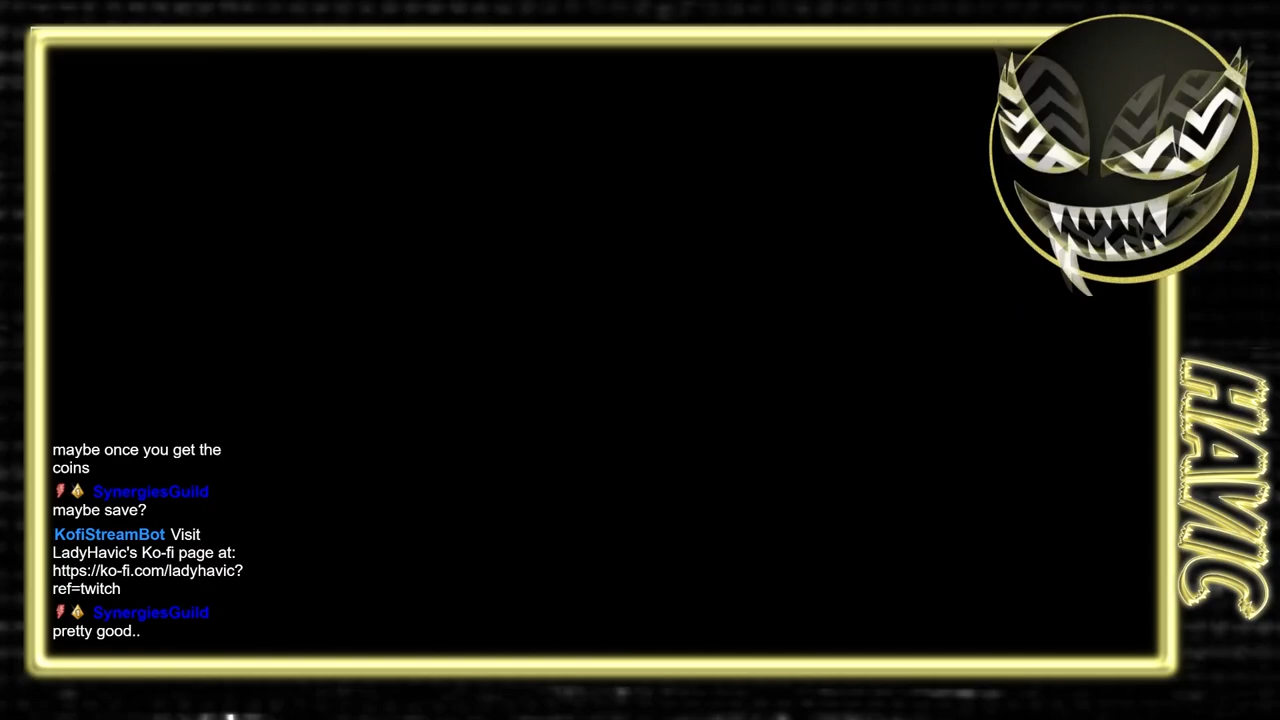 maybe once you get the
coins
SynergiesGuild
maybe save?
KofiStreamBot Visit
LadyHavic's Ko-fi page at:
https://ko-fi.com/ladyhavic?
ref=twitch
SynergiesGuild
pretty good..
HAVIC